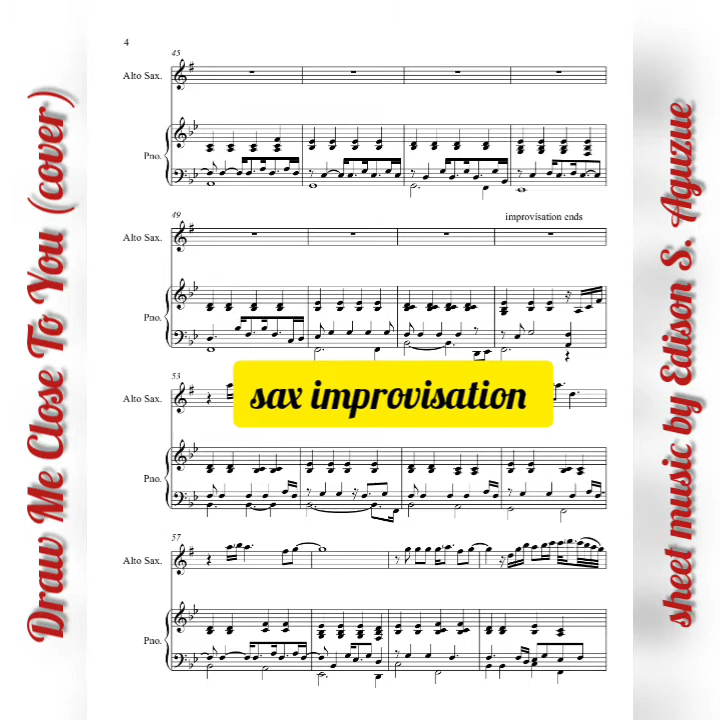 Draw Me Close To You (cover)
4
45
Alto Sax.
Pno.
49
improvisation ends
Alto Sax.
Pno.
sax improvisation
53
Alto Sax.
Pno.
57
Alto Sax.
Pno.
sheet music by Edison S. Aguzue